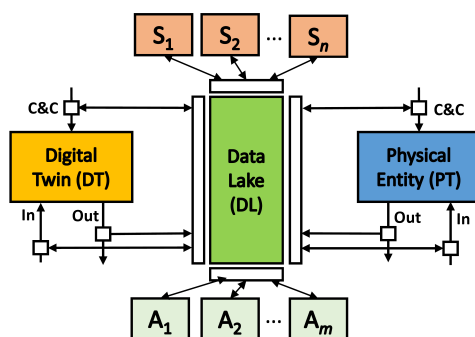 S1 S2 ... Sn
C&C C&C
Digital Twin (DT)
Data Lake (DL)
Physical Entity (PT)
In Out Out In
A1 A2 ... Am